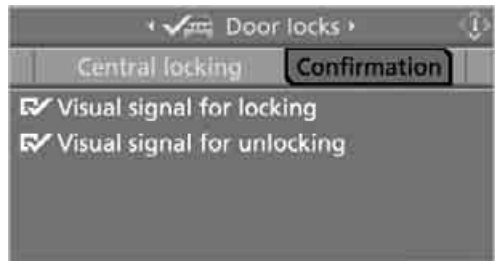 Door locks
Central locking
Confirmation
Visual signal for locking
Visual signal for unlocking